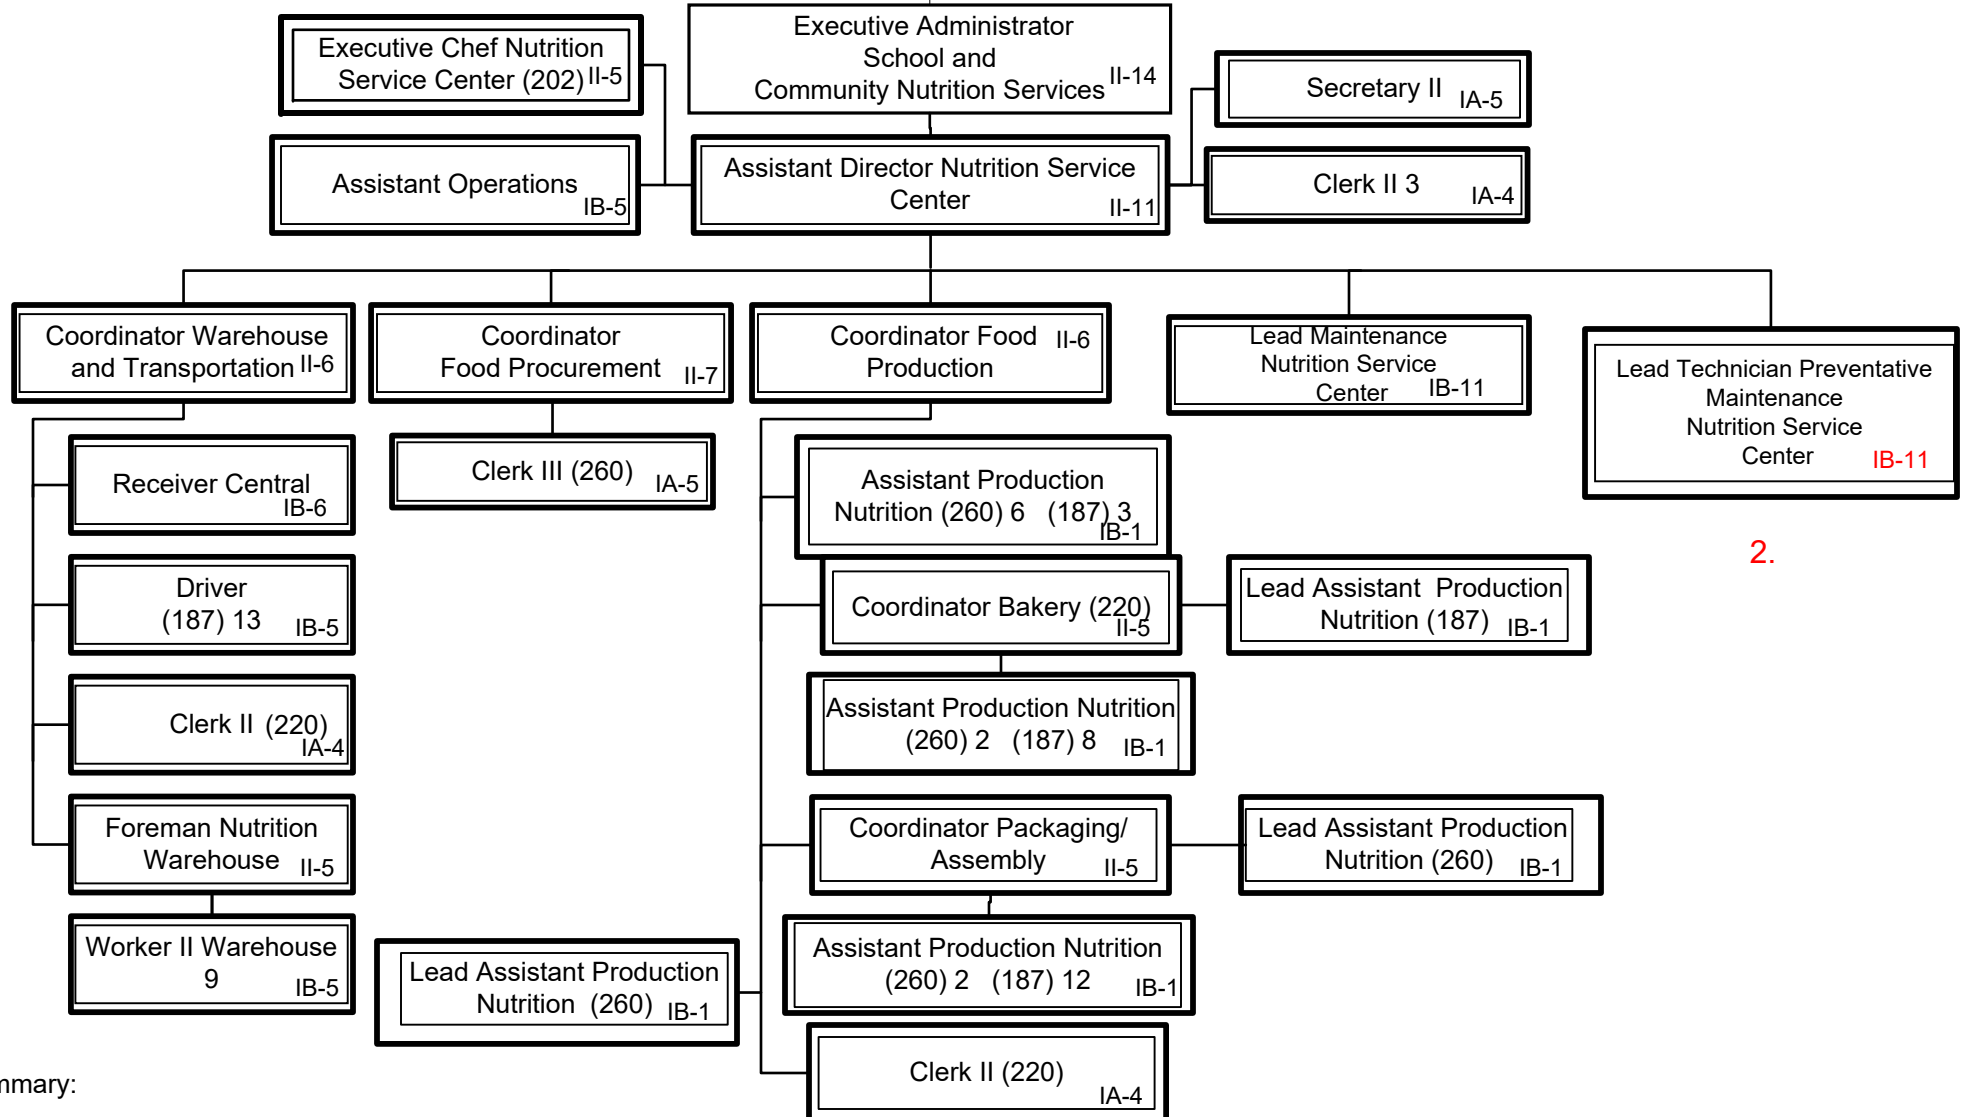 Executive Administrator
School and
Community Nutrition Services II-14
Executive Chef Nutrition
Service Center (202) II-5
Secretary II IA-5
Assistant Operations
IB-5
Assistant Director Nutrition Service
Center
II-11
Clerk II 3 IA-4
Coordinator Warehouse
and Transportation II-6
Coordinator
Food Procurement II-7
Coordinator Food II-6
Production
Lead Maintenance
Nutrition Service
Center IB-11
Lead Technician Preventative
Maintenance
Nutrition Service
Center IB-11
2.
Receiver Central
IB-6
Driver
(187) 13 IB-5
Clerk II (220)
IA-4
Foreman Nutrition
Warehouse II-5
Worker II Warehouse
9 IB-5
Clerk III (260) IA-5
Assistant Production
Nutrition (260) 6 (187) 3
IB-1
Coordinator Bakery (220)
II-5
Lead Assistant Production
Nutrition (187) IB-1
Assistant Production Nutrition
(260) 2 (187) 8 IB-1
Coordinator Packaging/
Assembly II-5
Lead Assistant Production
Nutrition (260) IB-1
Assistant Production Nutrition
(260) 2 (187) 12 IB-1
Lead Assistant Production
Nutrition (260) IB-1
Clerk II (220)
IA-4
mmary: